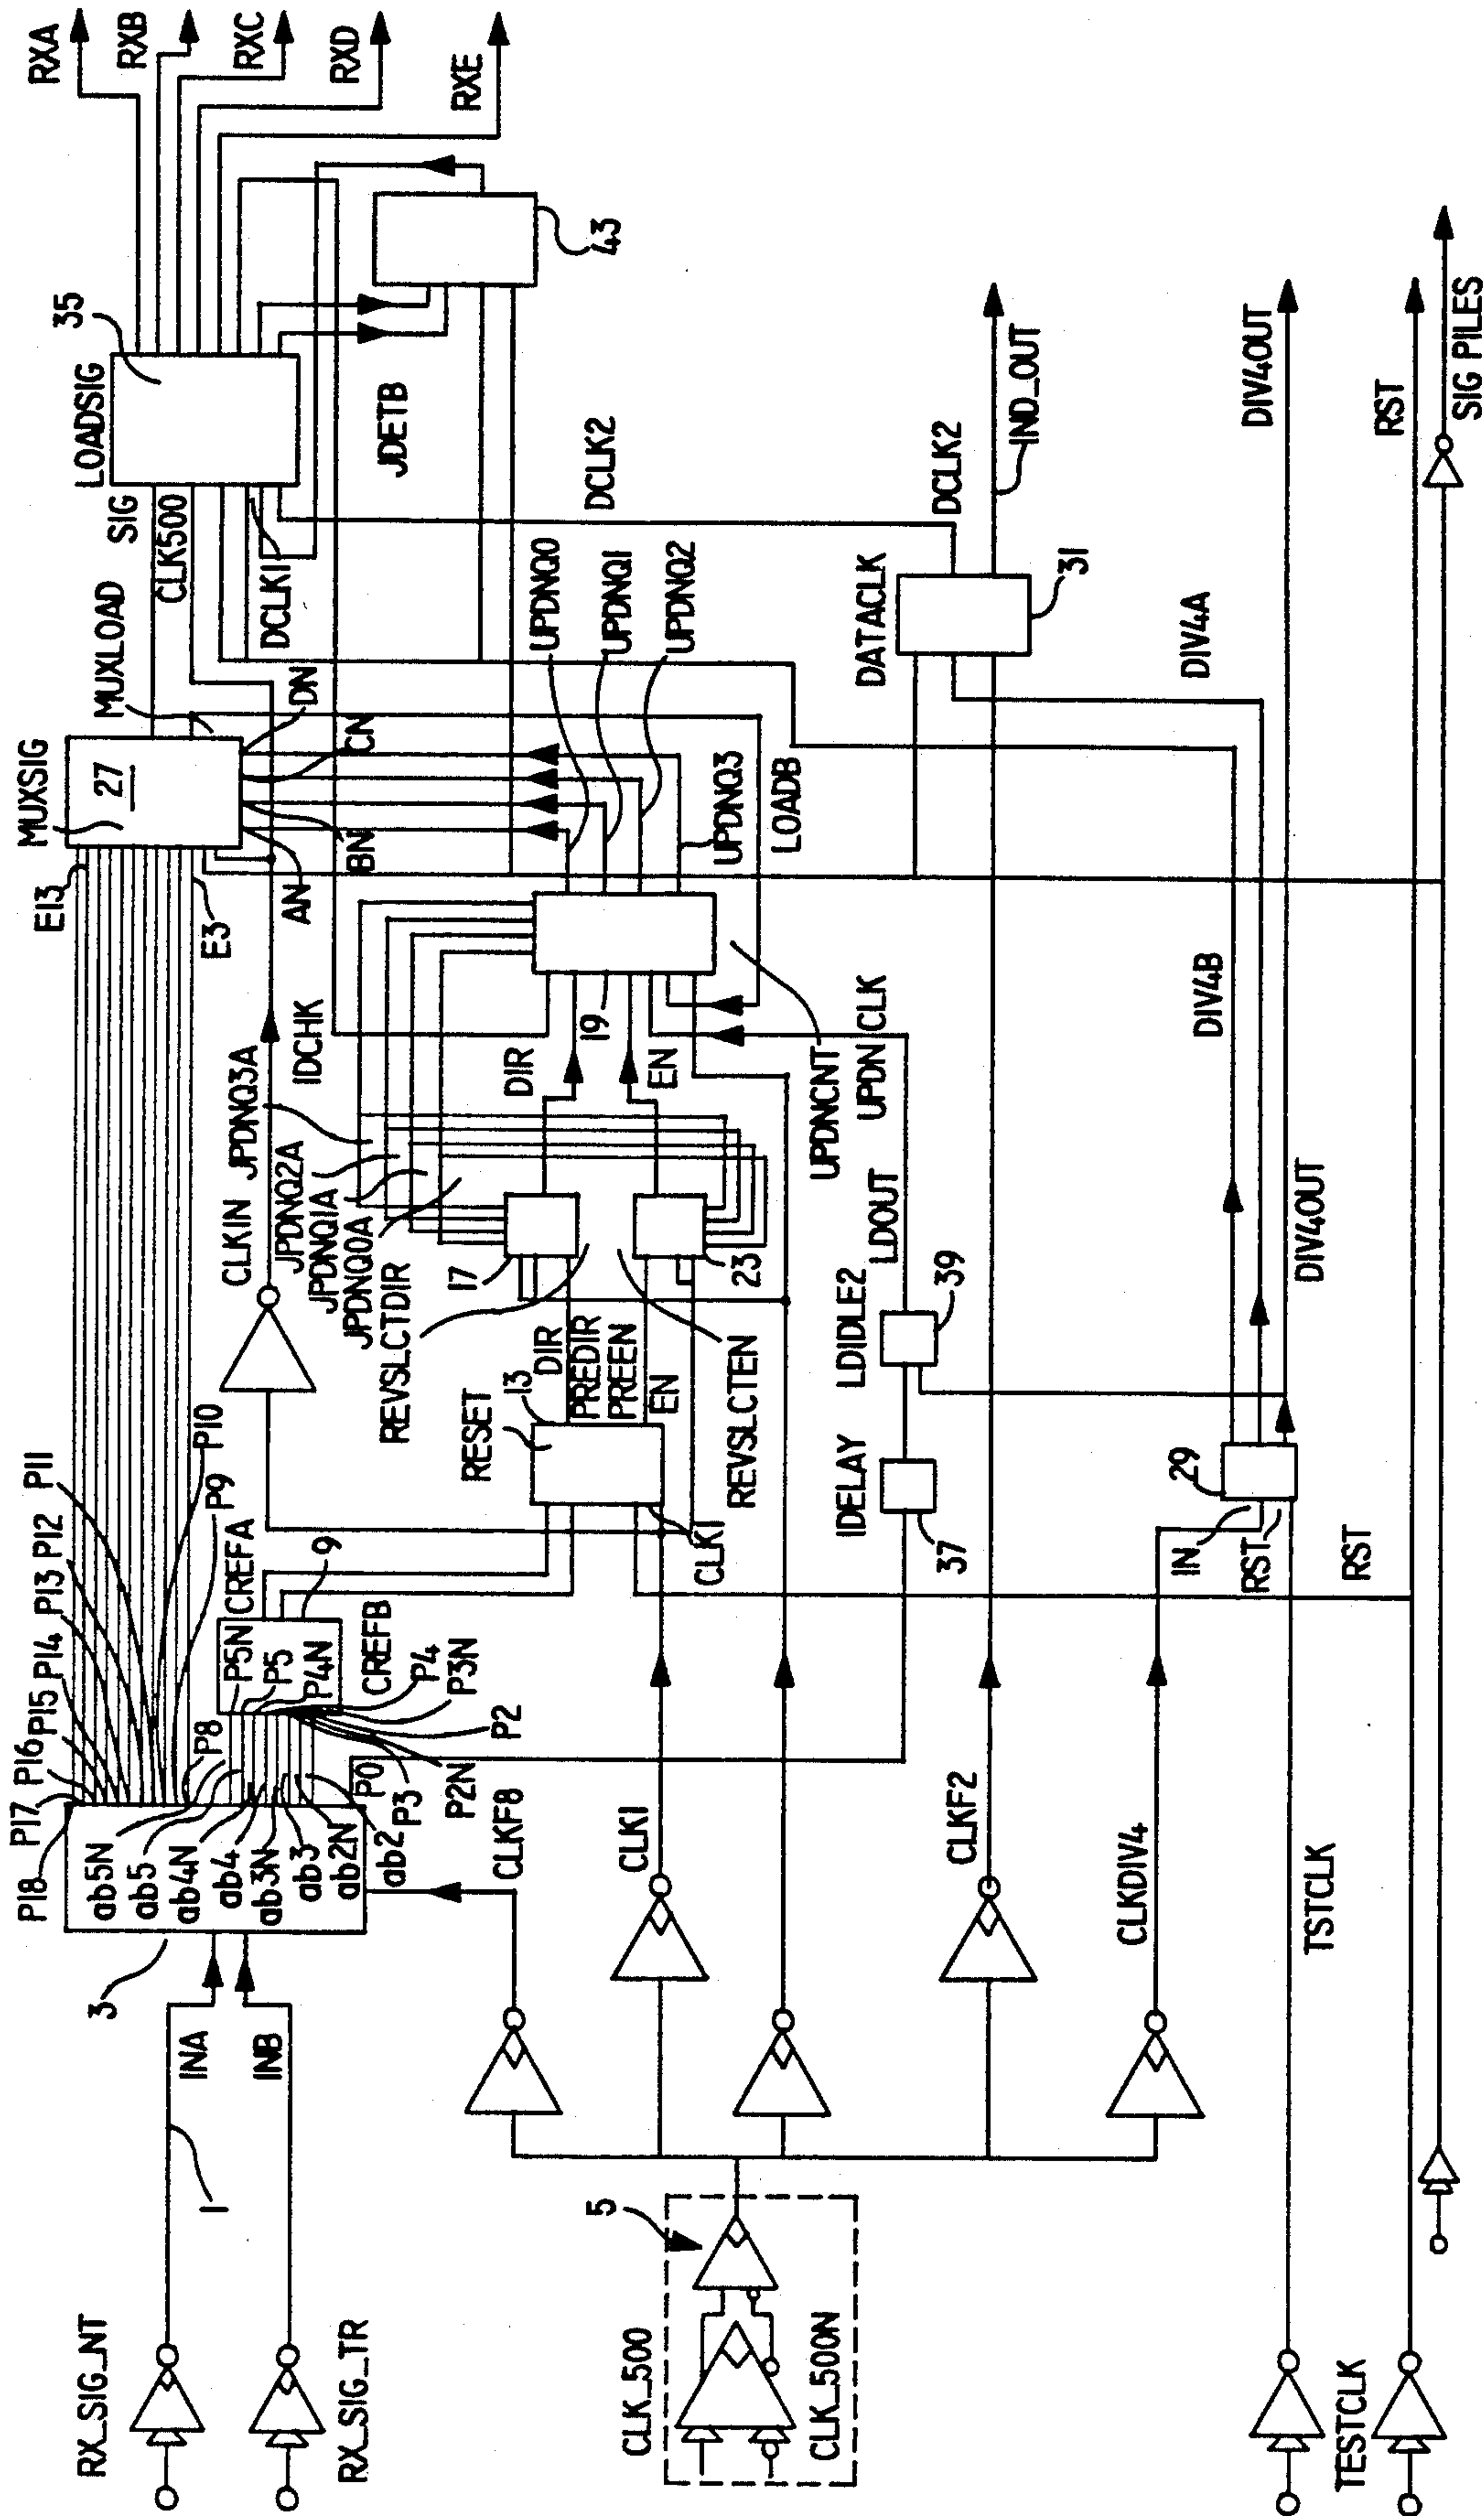 RX_SIG_NT
RX_SIG_TR
1
INA
INB
3
P18
P17
P16
P15
P14
P13
P12
P11
P10
P9
P8
ab5N
ab5
ab4N
ab4
ab3N
ab3
ab2N
ab2
P0
P3
P2N
P2
P3N
P4
P5N
P5
P4N
CREFA
9
CREFB
CLK_500
CLK_500N
5
CLKF8
CLK1
CLKF2
CLKDIV4
TSTCLK
TESTCLK
CLKIN
RESET
13
DIR
PREDIR
PREEN
EN
CLK1
REVSLCTDIR
REVSLCTEN
17
23
JPDNQ3A
JPDNQ2A
JPDNQ1A
JPDNQ0A
IDCHK
DIR
19
EN
UPDNCNT
UPDN CLK
IDELAY
37
LDIDLE2
39
LDOUT
IN
29
RST
RST
DIV4OUT
DIV4B
DIV4A
E13
E3
MUXSIG
27
AN
BN
CN
DN
MUXLOAD
UPDNQ0
UPDNQ1
UPDNQ2
UPDNQ3
LOADB
SIG
CLK500
DCLK1
LOADSIG
35
JDETB
43
DCLK2
DATACLK
31
DCLK2
IND_OUT
DIV4OUT
RST
SIG PILES
RXA
RXB
RXC
RXD
RXE